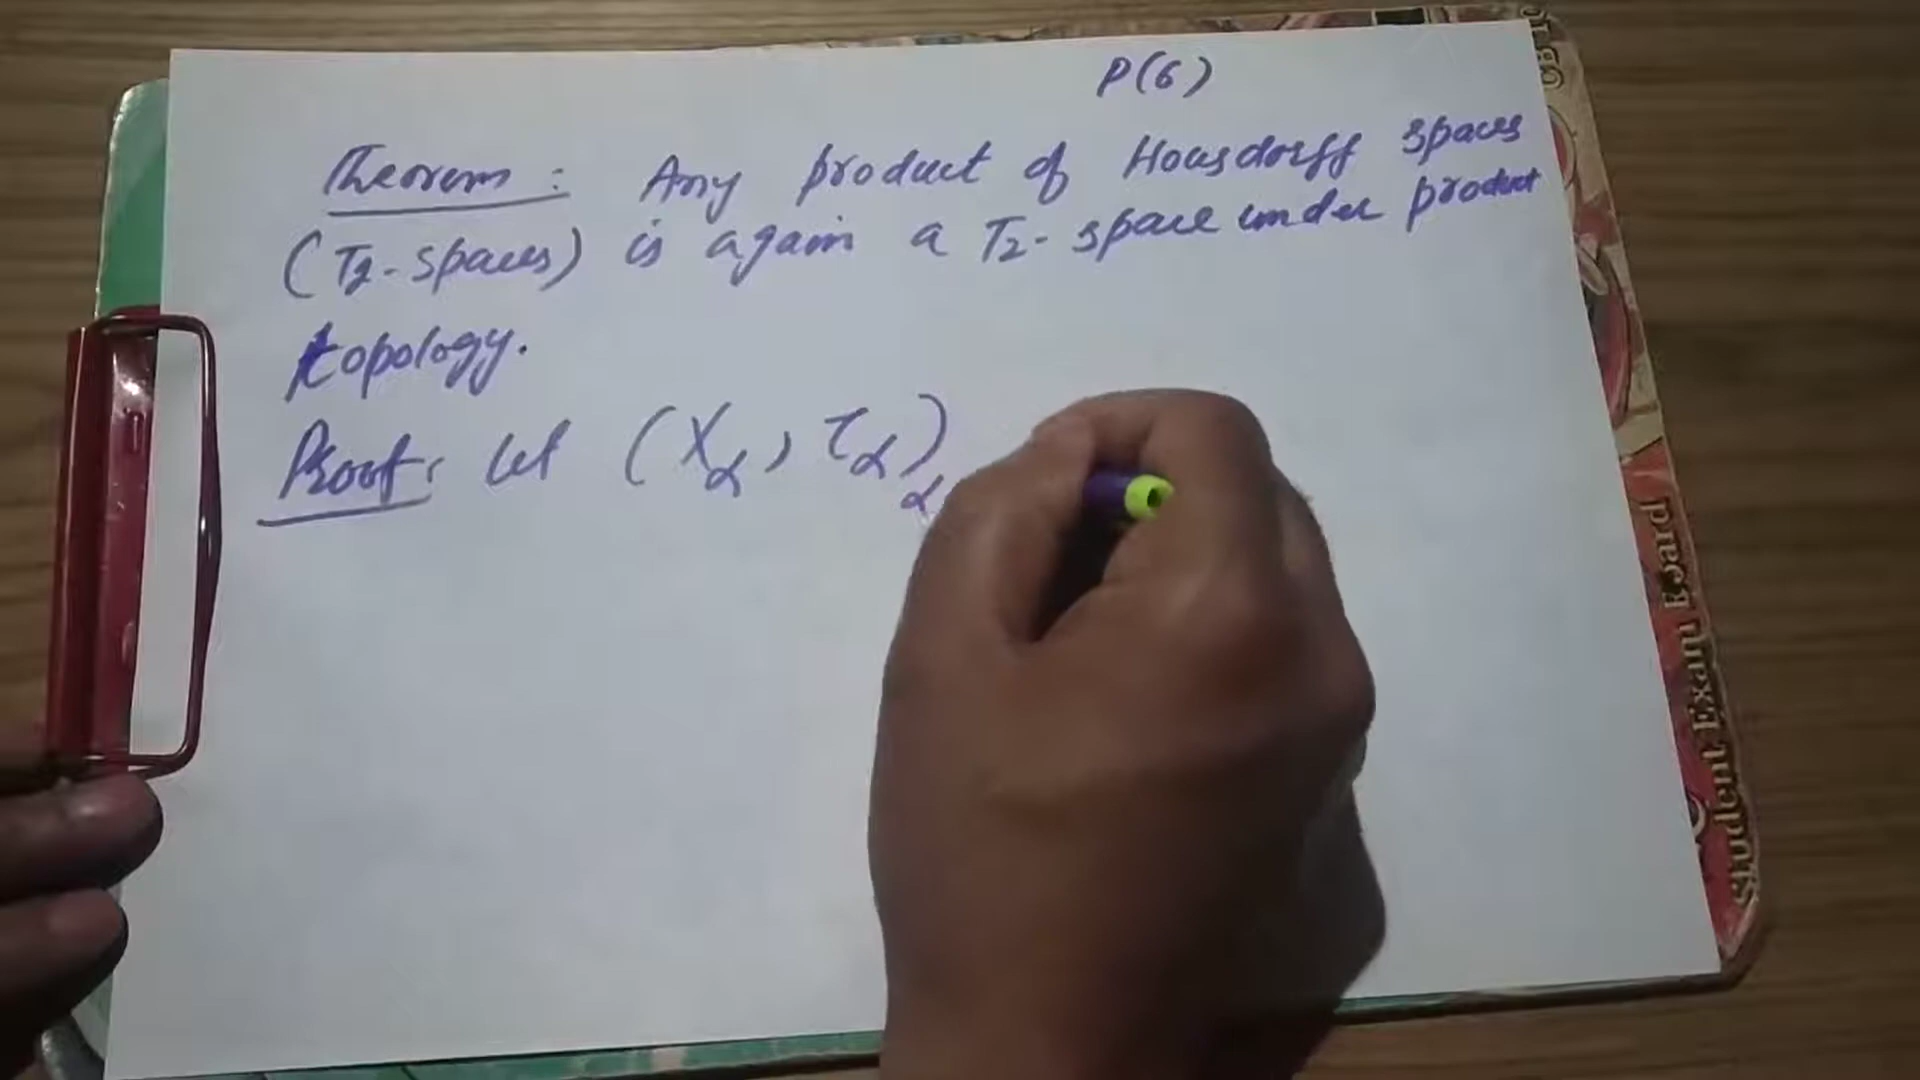 P(6)
Theorem: Any product of Housdorff spaces
(T2-spaces) is again a T2-space under product
topology.
Proof: Let (Xα, τα)α
Student Exam Board